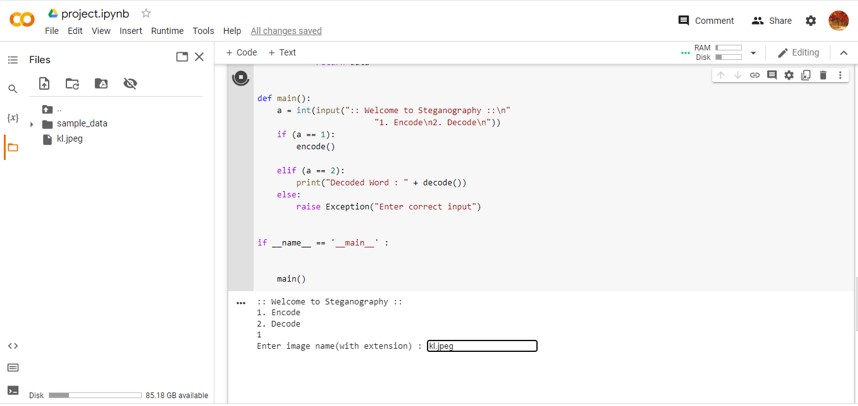 project.ipynb
File Edit View Insert Runtime Tools Help All changes saved
Comment Share
Files
+ Code + Text
RAM
Disk
Editing
..
sample_data
kl.jpeg
{x}
def main():
a = int(input(":: Welcome to Steganography ::\n"
"1. Encode\n2. Decode\n"))
if (a == 1):
encode()
elif (a == 2):
print("Decoded Word : " + decode())
else:
raise Exception("Enter correct input")
if __name__ == '__main__' :
main()
:: Welcome to Steganography ::
1. Encode
2. Decode
1
Enter image name(with extension) : kl.jpeg
Disk 85.18 GB available